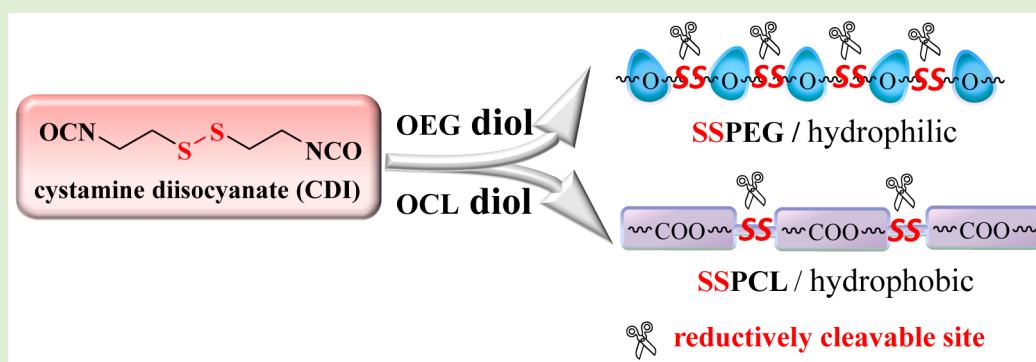 OCN
S
S
NCO
cystamine diisocyanate (CDI)
OEG diol
OCL diol
O SS O SS O SS O SS O
SSPEG / hydrophilic
COO SS COO SS COO
SSPCL / hydrophobic
reductively cleavable site